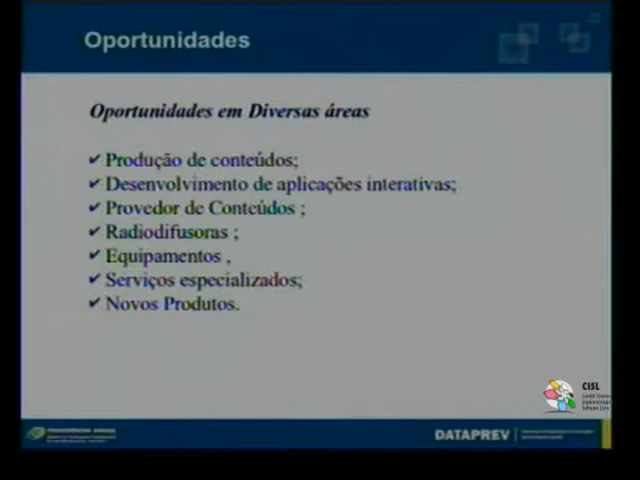 Oportunidades
Oportunidades em Diversas áreas
✔ Produção de conteúdos;
✔ Desenvolvimento de aplicações interativas;
✔ Provedor de Conteúdos ;
✔ Radiodifusoras ;
✔ Equipamentos ,
✔ Serviços especializados;
✔ Novos Produtos.
CISL
DATAPREV